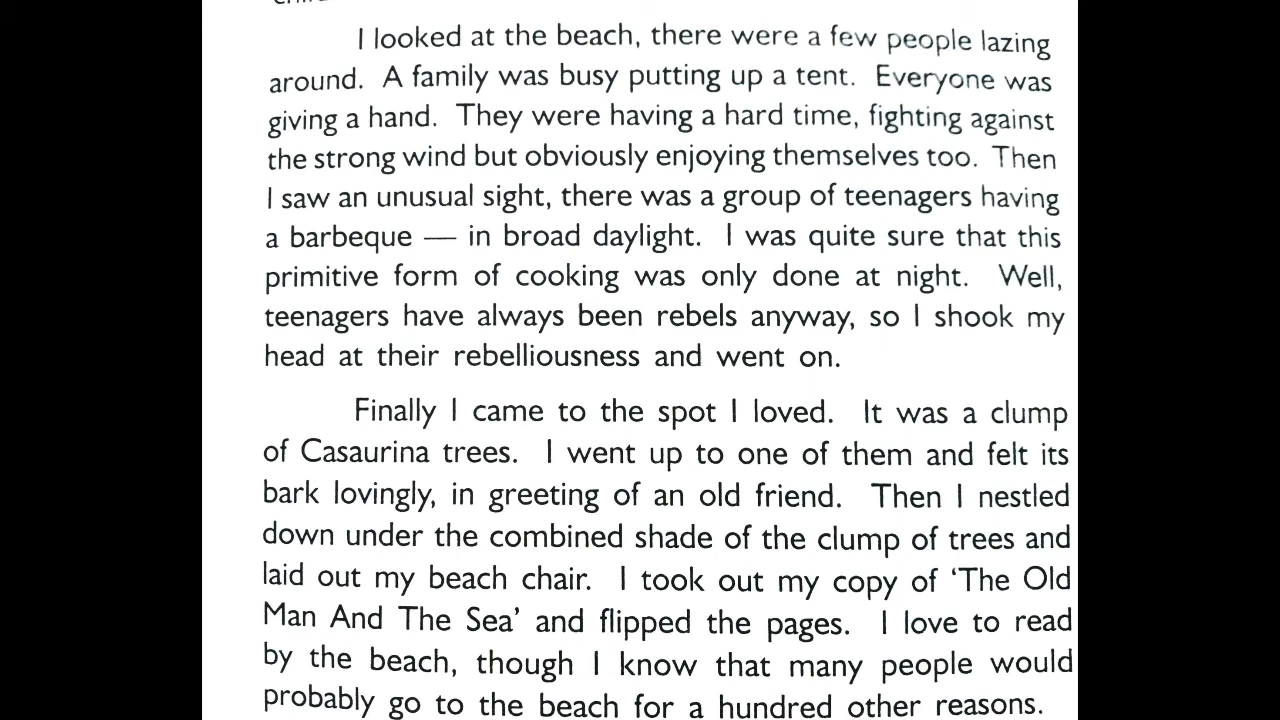 I looked at the beach, there were a few people lazing
around. A family was busy putting up a tent. Everyone was
giving a hand. They were having a hard time, fighting against
the strong wind but obviously enjoying themselves too. Then
I saw an unusual sight, there was a group of teenagers having
a barbeque — in broad daylight. I was quite sure that this
primitive form of cooking was only done at night. Well,
teenagers have always been rebels anyway, so I shook my
head at their rebelliousness and went on.
Finally I came to the spot I loved. It was a clump
of Casaurina trees. I went up to one of them and felt its
bark lovingly, in greeting of an old friend. Then I nestled
down under the combined shade of the clump of trees and
laid out my beach chair. I took out my copy of ‘The Old
Man And The Sea’ and flipped the pages. I love to read
by the beach, though I know that many people would
probably go to the beach for a hundred other reasons.